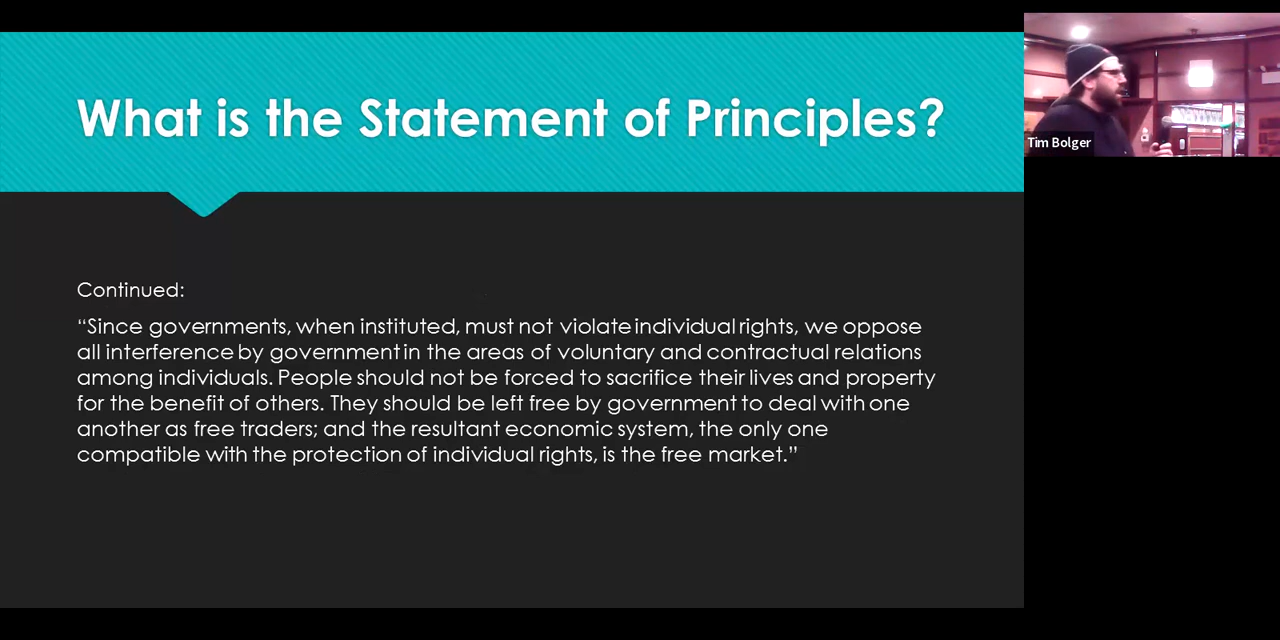 What is the Statement of Principles?
Tim Bolger
Continued:
“Since governments, when instituted, must not violate individual rights, we oppose
all interference by government in the areas of voluntary and contractual relations
among individuals. People should not be forced to sacrifice their lives and property
for the benefit of others. They should be left free by government to deal with one
another as free traders; and the resultant economic system, the only one
compatible with the protection of individual rights, is the free market.”